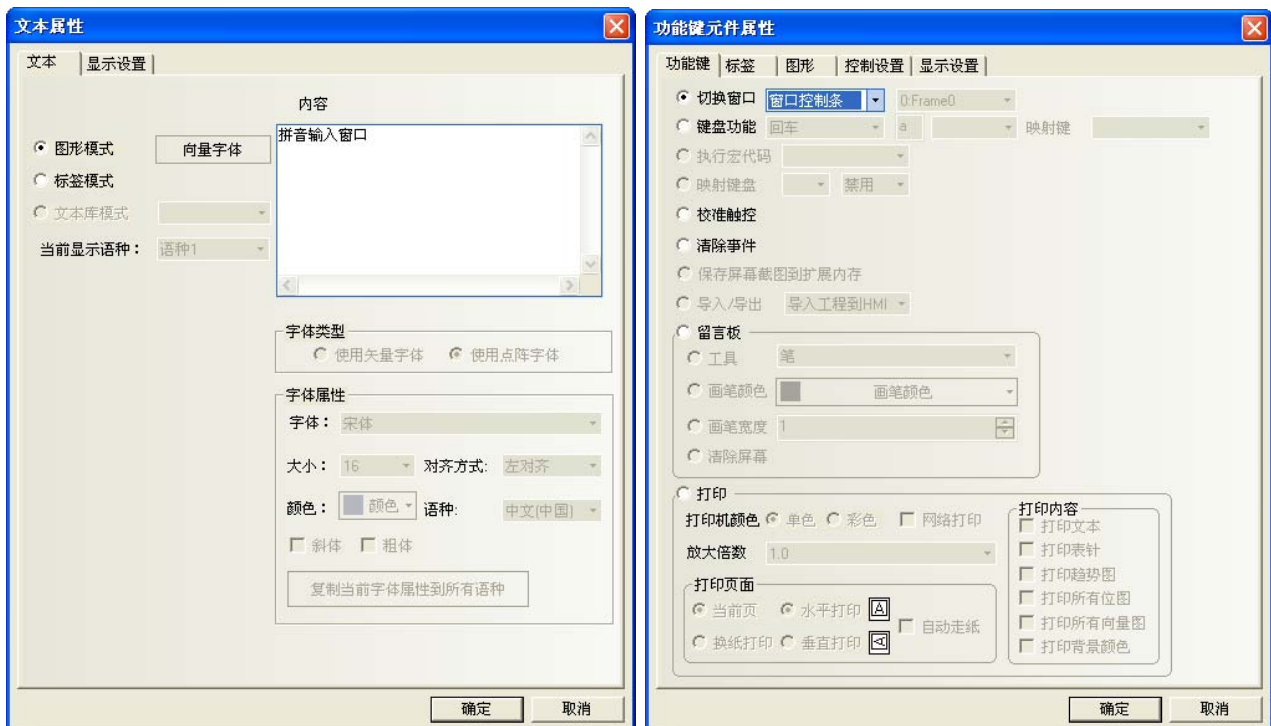 文本属性
文本
显示设置
内容
图形模式
向量字体
拼音输入窗口
标签模式
文本库模式
当前显示语种：
语种1
字体类型
使用矢量字体
使用点阵字体
字体属性
字体：
宋体
大小：
16
对齐方式:
左对齐
颜色：
颜色
语种:
中文(中国)
斜体
粗体
复制当前字体属性到所有语种
确定
取消
功能键元件属性
功能键
标签
图形
控制设置
显示设置
切换窗口
窗口控制条
0:Frame0
键盘功能
回车
a
映射键
执行宏代码
映射键盘
禁用
校准触控
清除事件
保存屏幕截图到扩展内存
导入/导出
导入工程到HMI
留言板
工具
笔
画笔颜色
画笔颜色
画笔宽度
1
清除屏幕
打印
打印机颜色
单色
彩色
网络打印
放大倍数
1.0
打印页面
当前页
水平打印
A
换纸打印
垂直打印
A
自动走纸
打印内容
打印文本
打印表针
打印趋势图
打印所有位图
打印所有向量图
打印背景颜色
确定
取消